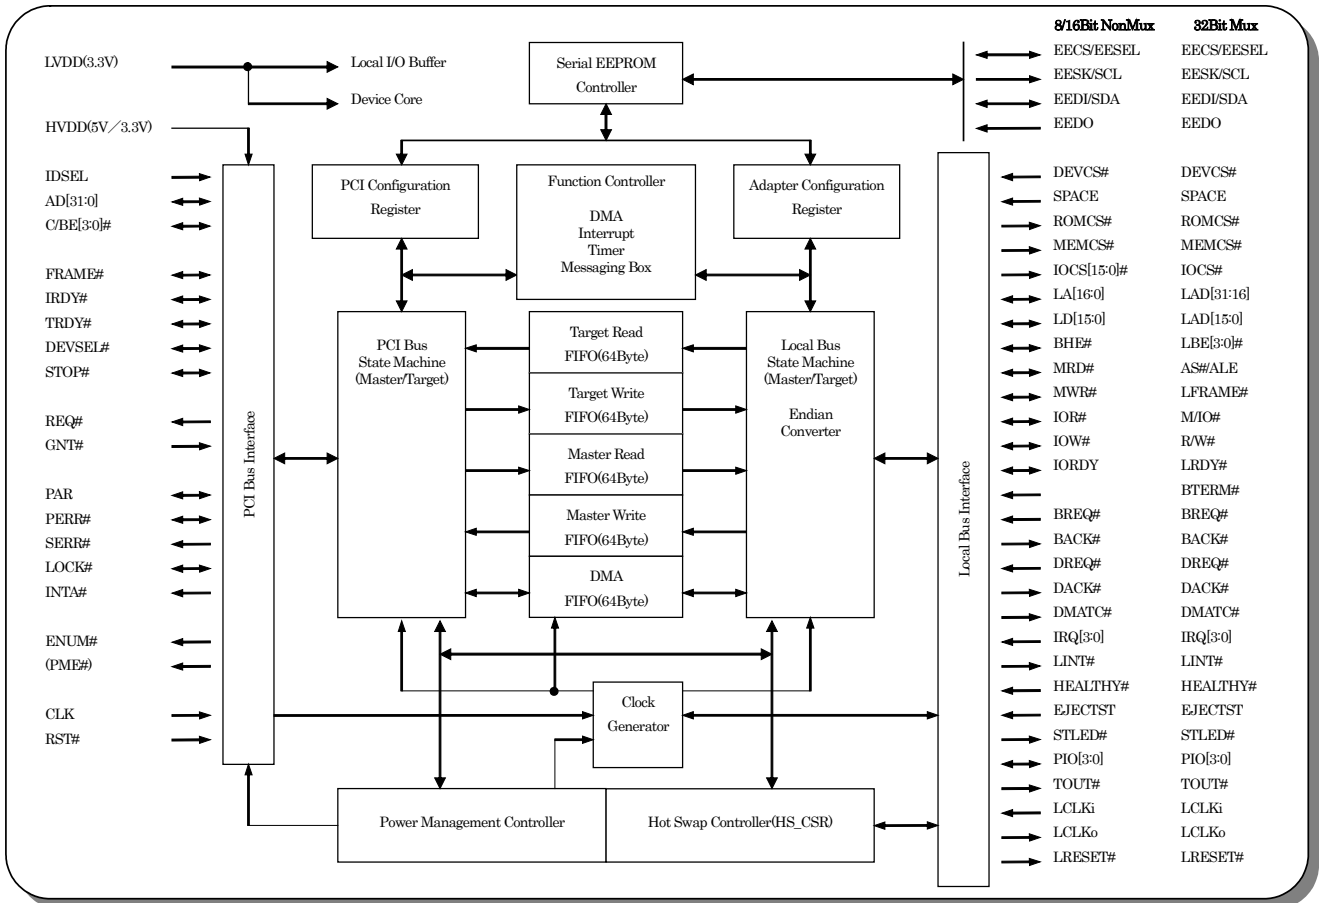 8/16Bit NonMux 32Bit Mux
LVDD(3.3V)
Local I/O Buffer
Device Core
HVDD(5V／3.3V)
Serial EEPROM
Controller
EECS/EESEL EECS/EESEL
EESK/SCL EESK/SCL
EEDI/SDA EEDI/SDA
EEDO EEDO
IDSEL
AD[31:0]
C/BE[3:0]#
FRAME#
IRDY#
TRDY#
DEVSEL#
STOP#
REQ#
GNT#
PAR
PERR#
SERR#
LOCK#
INTA#
ENUM#
(PME#)
CLK
RST#
PCI Bus Interface
PCI Configuration
Register
Function Controller
DMA
Interrupt
Timer
Messaging Box
Adapter Configuration
Register
PCI Bus
State Machine
(Master/Target)
Target Read
FIFO(64Byte)
Target Write
FIFO(64Byte)
Master Read
FIFO(64Byte)
Master Write
FIFO(64Byte)
DMA
FIFO(64Byte)
Local Bus
State Machine
(Master/Target)
Endian
Converter
Clock
Generator
Power Management Controller
Hot Swap Controller(HS_CSR)
Local Bus Interface
DEVCS# DEVCS#
SPACE SPACE
ROMCS# ROMCS#
MEMCS# MEMCS#
IOCS[15:0]# IOCS#
LA[16:0] LAD[31:16]
LD[15:0] LAD[15:0]
BHE# LBE[3:0]#
MRD# AS#/ALE
MWR# LFRAME#
IOR# M/IO#
IOW# R/W#
IORDY LRDY#
BTERM#
BREQ# BREQ#
BACK# BACK#
DREQ# DREQ#
DACK# DACK#
DMATC# DMATC#
IRQ[3:0] IRQ[3:0]
LINT# LINT#
HEALTHY# HEALTHY#
EJECTST EJECTST
STLED# STLED#
PIO[3:0] PIO[3:0]
TOUT# TOUT#
LCLKi LCLKi
LCLKo LCLKo
LRESET# LRESET#